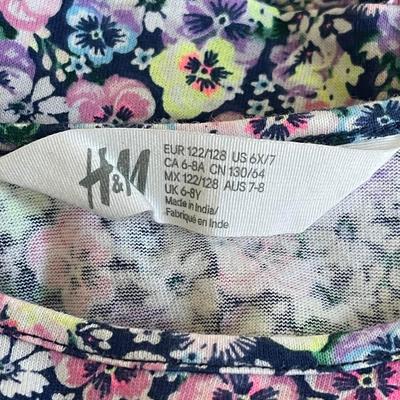 H&M
EUR 122/128 US 6X/7
CA 6-8A CN 130/64
MX 122/128 AUS 7-8
UK 6-8Y
Made in India/
Fabriqué en Inde